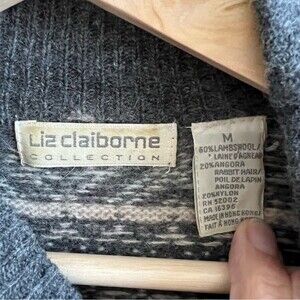 Liz claiborne
COLLECTION
M
60% LAMBSWOOL/
LAINE D'AGNEAU
20% ANGORA
RABBIT HAIR/
POIL DE LAPIN
ANGORA
20% NYLON
RN 52002
CA 16396
MADE IN HONG KONG
FAIT À HONG KONG